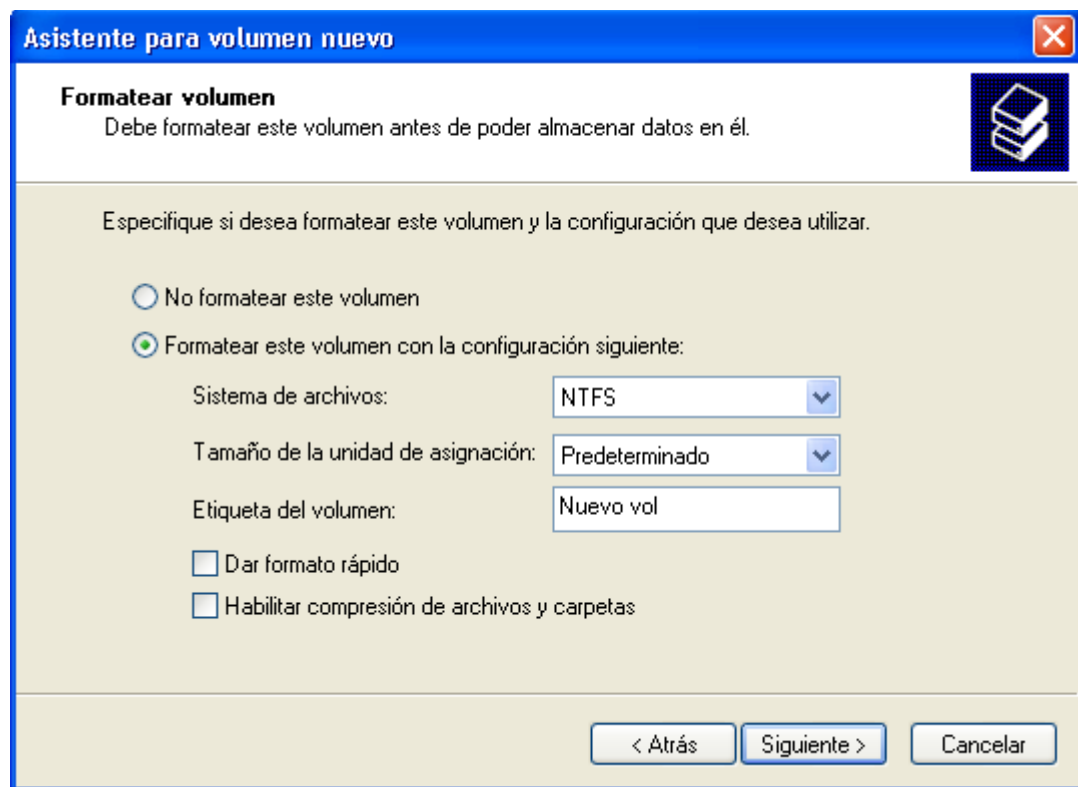 Asistente para volumen nuevo
Formatear volumen
Debe formatear este volumen antes de poder almacenar datos en él.
Especifique si desea formatear este volumen y la configuración que desea utilizar.
No formatear este volumen
Formatear este volumen con la configuración siguiente:
Sistema de archivos: NTFS
Tamaño de la unidad de asignación: Predeterminado
Etiqueta del volumen: Nuevo vol
Dar formato rápido
Habilitar compresión de archivos y carpetas
< Atrás Siguiente > Cancelar